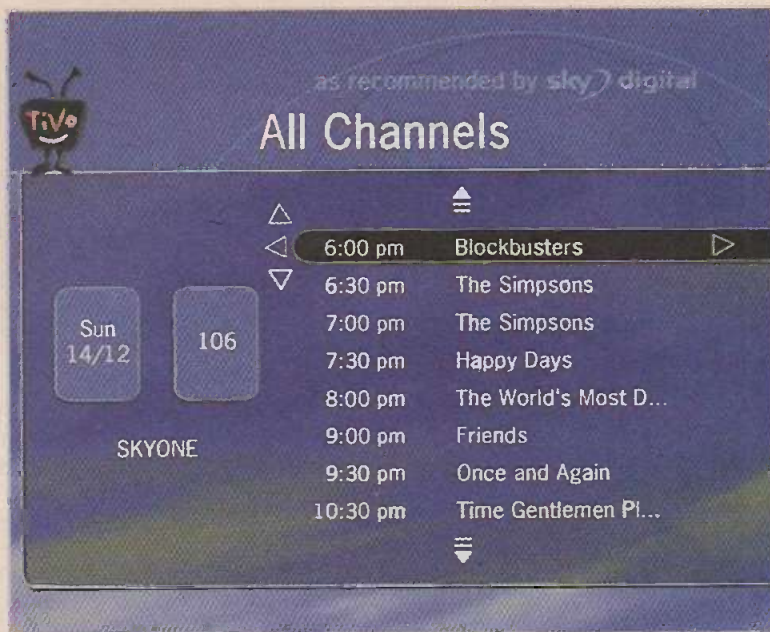 as recommended by sky digital
TiVo
All Channels
6:00 pm Blockbusters
6:30 pm The Simpsons
7:00 pm The Simpsons
7:30 pm Happy Days
8:00 pm The World's Most D...
9:00 pm Friends
9:30 pm Once and Again
10:30 pm Time Gentlemen Pl...
Sun
14/12
106
SKYONE